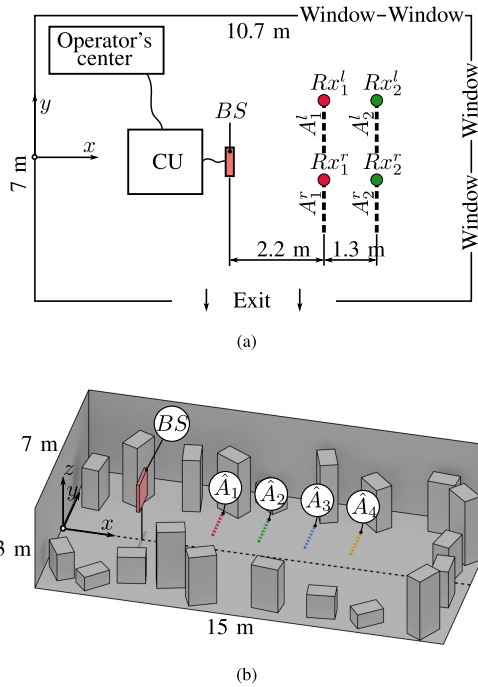 Window
Window
10.7 m
Operator's
center
Window
y
x
BS
CU
7 m
Rx_1^l
Rx_2^l
A_1^l
A_2^l
Rx_1^r
Rx_2^r
A_1^r
A_2^r
Window
2.2 m
1.3 m
Exit
(a)
7 m
BS
z
y
x
Â_1
Â_2
Â_3
Â_4
3 m
15 m
(b)